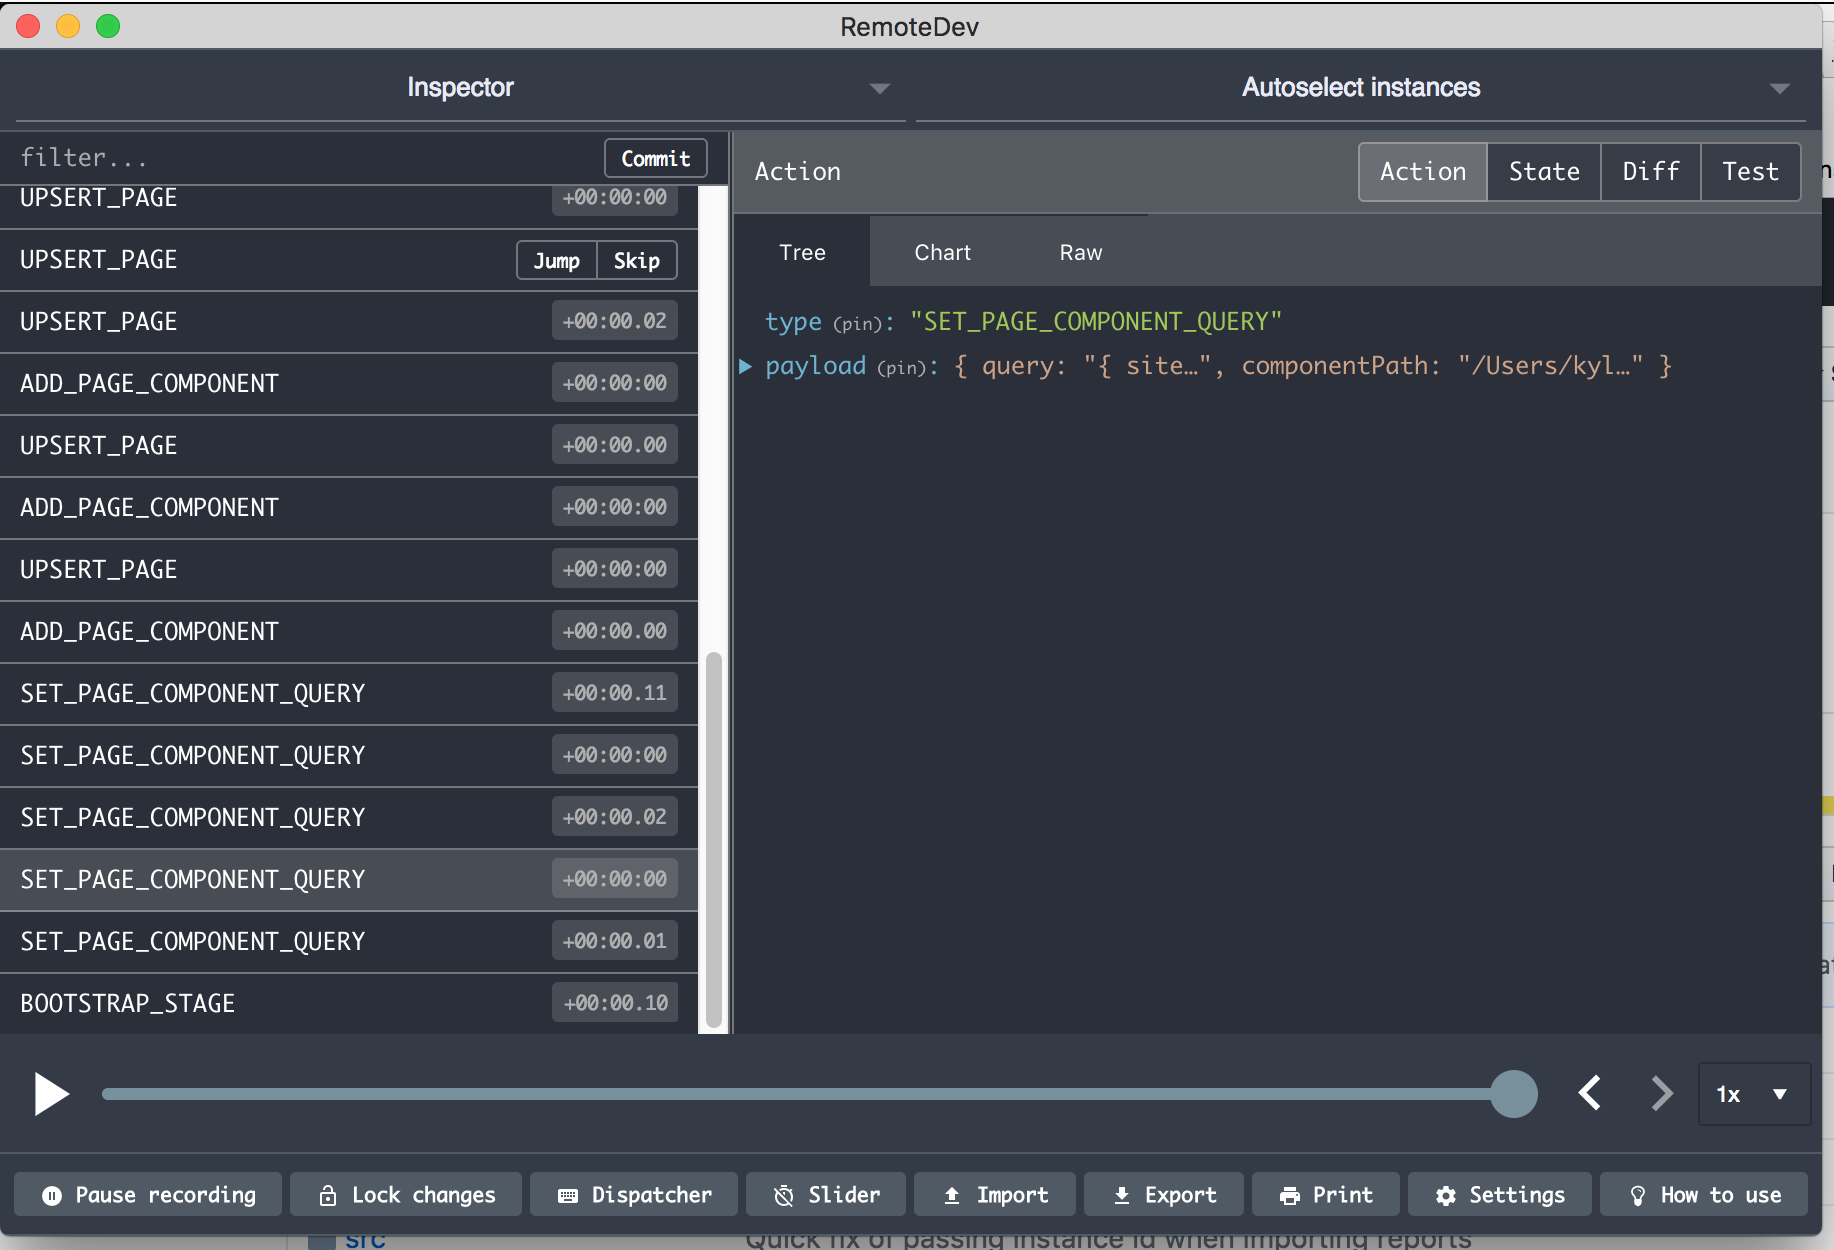 RemoteDev
Inspector
Autoselect instances
filter...
Commit
UPSERT_PAGE +00:00:00
UPSERT_PAGE Jump Skip
UPSERT_PAGE +00:00.02
ADD_PAGE_COMPONENT +00:00:00
UPSERT_PAGE +00:00.00
ADD_PAGE_COMPONENT +00:00:00
UPSERT_PAGE +00:00:00
ADD_PAGE_COMPONENT +00:00.00
SET_PAGE_COMPONENT_QUERY +00:00.11
SET_PAGE_COMPONENT_QUERY +00:00:00
SET_PAGE_COMPONENT_QUERY +00:00.02
SET_PAGE_COMPONENT_QUERY +00:00:00
SET_PAGE_COMPONENT_QUERY +00:00.01
BOOTSTRAP_STAGE +00:00.10
Action
Action State Diff Test
Tree Chart Raw
type (pin): "SET_PAGE_COMPONENT_QUERY"
payload (pin): { query: "{ site…", componentPath: "/Users/kyl…" }
1x
Pause recording Lock changes Dispatcher Slider Import Export Print Settings How to use
src Quick fix of passing instance id when importing reports